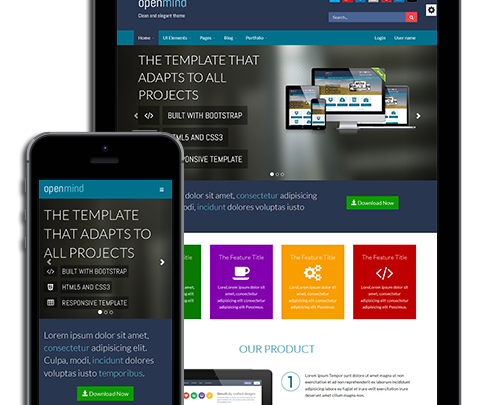 openmind
Clean and elegant theme
Search...
Home UI Elements Pages Blog Portfolio Login User name
THE TEMPLATE
THAT ADAPTS TO ALL
PROJECTS
BUILT WITH BOOTSTRAP
HTML5 AND CSS3
RESPONSIVE TEMPLATE
dolor sit amet, consectetur adipisicing
modi, incidunt dolores voluptas iusto
Download Now
The Feature Title
LoreLorem ipsum dolor sit
amet, consectetur
adipisicing elit consectetur
adipisicing elit.
The Feature Title
LoreLorem ipsum dolor sit
amet, consectetur
adipisicing elit consectetur
adipisicing elit.
The Feature Title
LoreLorem ipsum dolor sit
amet, consectetur
adipisicing elit consectetur
adipisicing elit.
OUR PRODUCT
1
openmind
THE TEMPLATE
THAT ADAPTS TO
ALL PROJECTS
BUILT WITH BOOTSTRAP
HTML5 AND CSS3
RESPONSIVE TEMPLATE
Lorem ipsum dolor sit amet,
consectetur adipisicing elit.
Culpa, modi, incidunt dolores
voluptas iusto temporibus.
Download Now